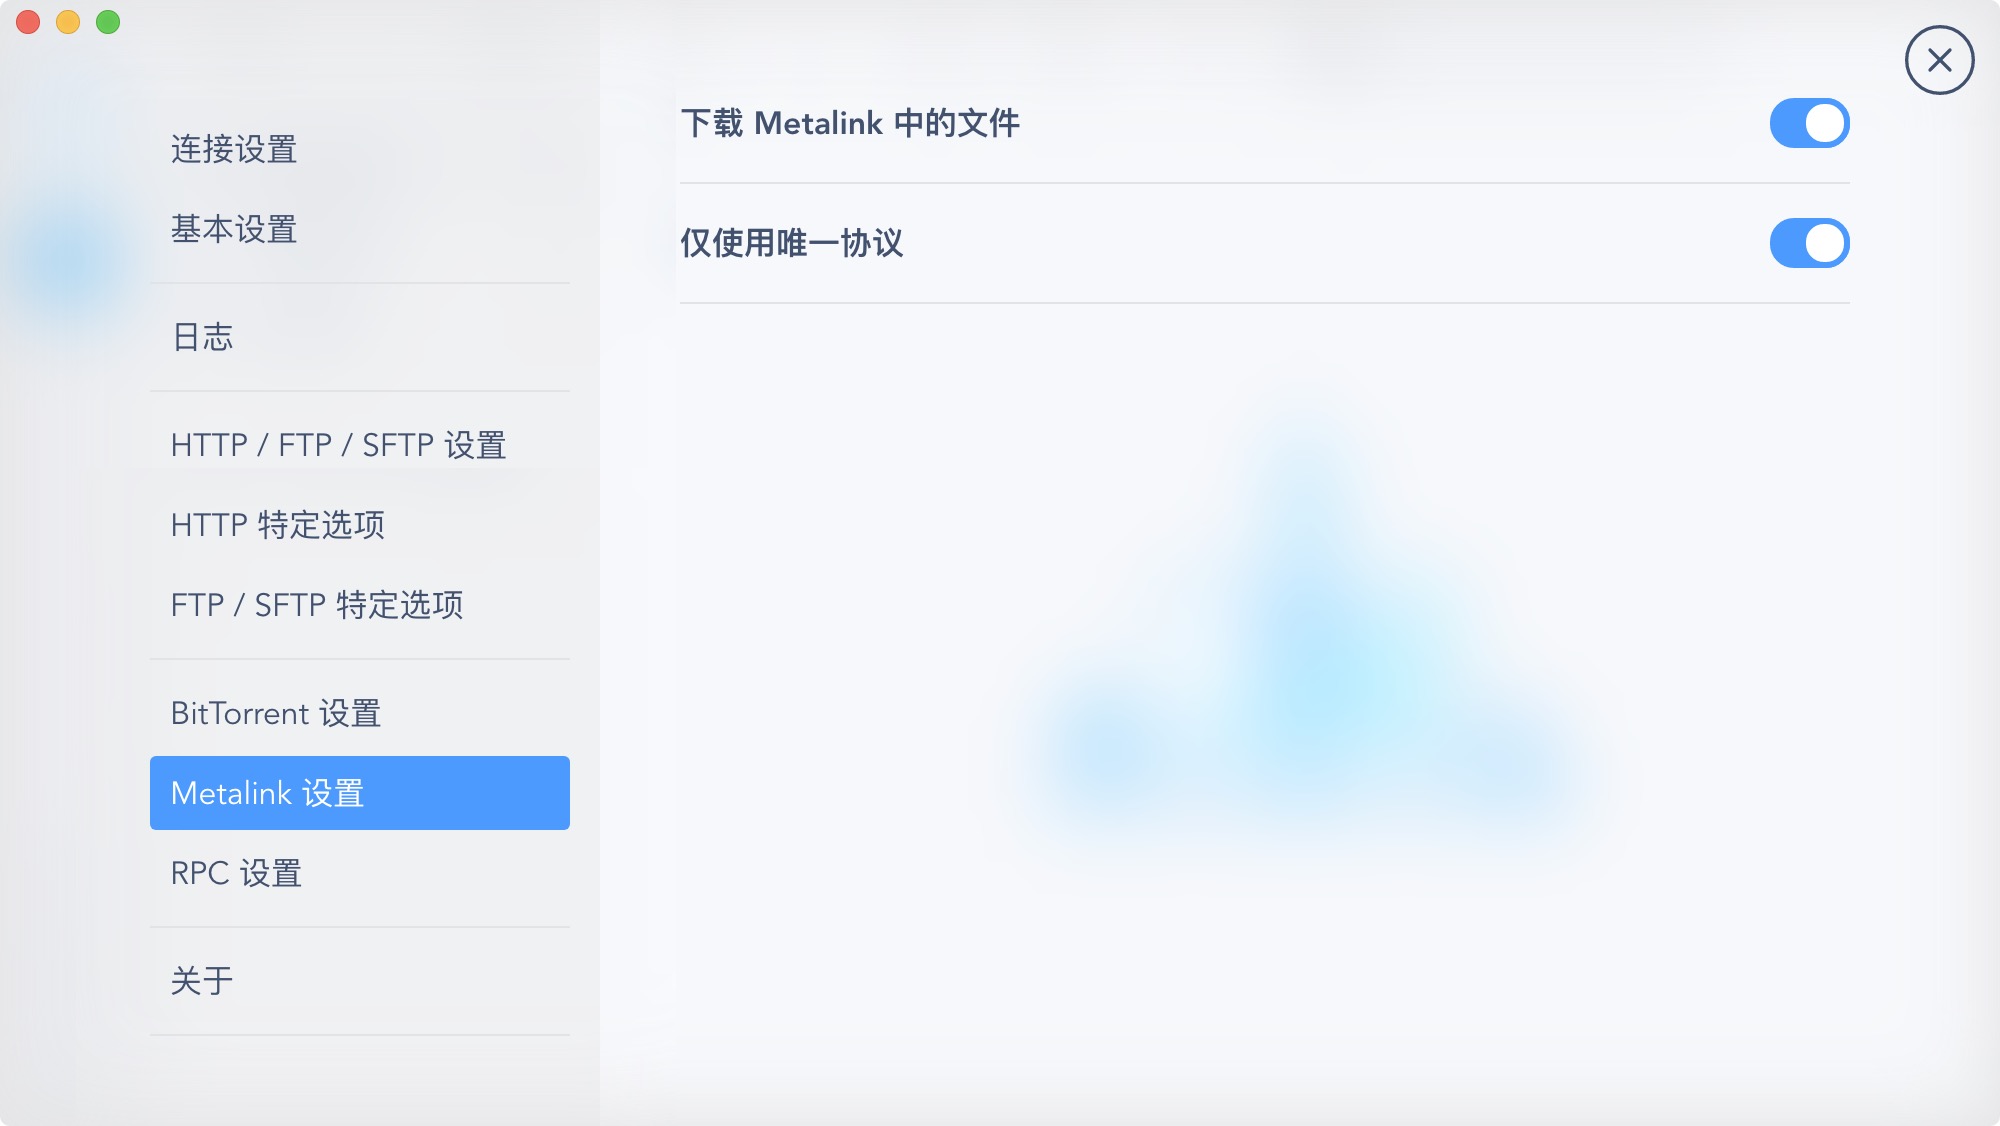 连接设置
基本设置
日志
HTTP / FTP / SFTP 设置
HTTP 特定选项
FTP / SFTP 特定选项
BitTorrent 设置
Metalink 设置
RPC 设置
关于
下载 Metalink 中的文件
仅使用唯一协议